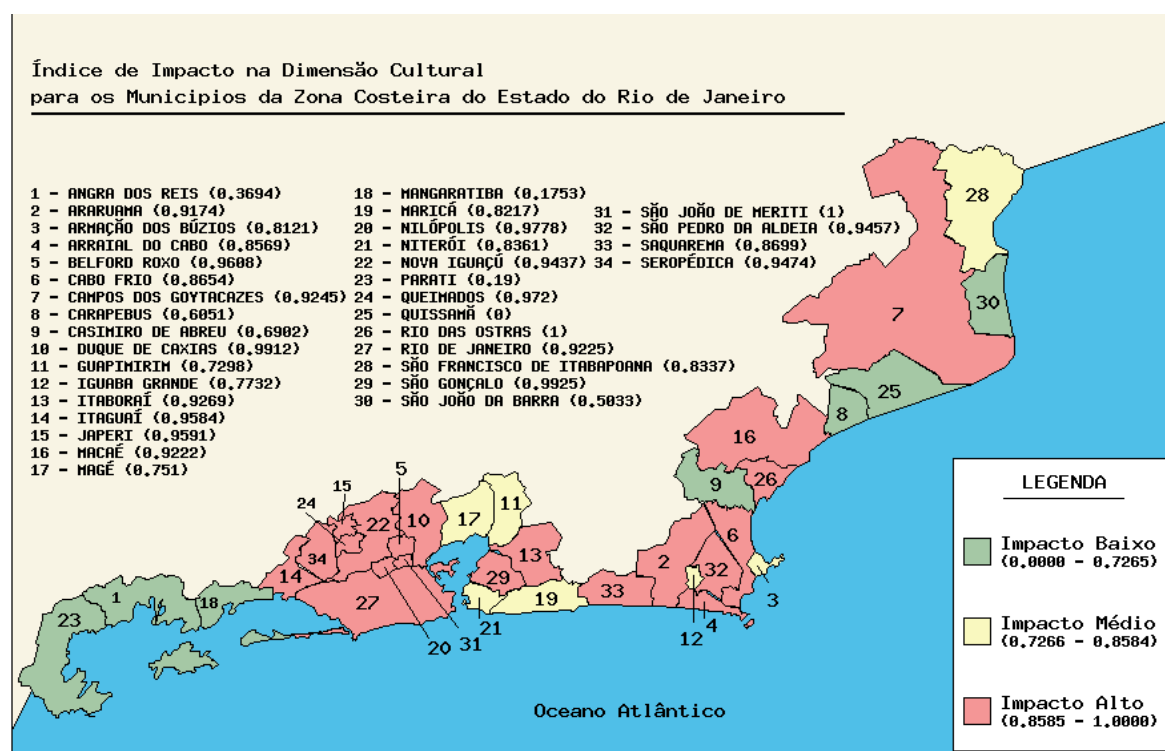 Índice de Impacto na Dimensão Cultural
para os Municipios da Zona Costeira do Estado do Rio de Janeiro
1 - ANGRA DOS REIS (0.3694)
2 - ARARUAMA (0.9174)
3 - ARMAÇÃO DOS BÚZIOS (0.8121)
4 - ARRAIAL DO CABO (0.8569)
5 - BELFORD ROXO (0.9608)
6 - CABO FRIO (0.8654)
7 - CAMPOS DOS GOYTACAZES (0.9245)
8 - CARAPEBUS (0.6051)
9 - CASIMIRO DE ABREU (0.6902)
10 - DUQUE DE CAXIAS (0.9912)
11 - GUAPIMIRIM (0.7298)
12 - IGUABA GRANDE (0.7732)
13 - ITABORAÍ (0.9269)
14 - ITAGUAÍ (0.9584)
15 - JAPERI (0.9591)
16 - MACAÉ (0.9222)
17 - MAGÉ (0.751)
18 - MANGARATIBA (0.1753)
19 - MARICÁ (0.8217)
20 - NILÓPOLIS (0.9778)
21 - NITERÓI (0.8361)
22 - NOVA IGUAÇÚ (0.9437)
23 - PARATI (0.19)
24 - QUEIMADOS (0.972)
25 - QUISSAMÃ (0)
26 - RIO DAS OSTRAS (1)
27 - RIO DE JANEIRO (0.9225)
28 - SÃO FRANCISCO DE ITABAPOANA (0.8337)
29 - SÃO GONÇALO (0.9925)
30 - SÃO JOÃO DA BARRA (0.5033)
31 - SÃO JOÃO DE MERITI (1)
32 - SÃO PEDRO DA ALDEIA (0.9457)
33 - SAQUAREMA (0.8699)
34 - SEROPÉDICA (0.9474)
28
30
7
25
8
16
26
9
5
15
24
22
10
17
11
6
13
34
2
32
14
29
1
18
33
3
27
19
23
21
4
12
20
31
Oceano Atlântico
LEGENDA
Impacto Baixo
(0.0000 - 0.7265)
Impacto Médio
(0.7266 - 0.8584)
Impacto Alto
(0.8585 - 1.0000)